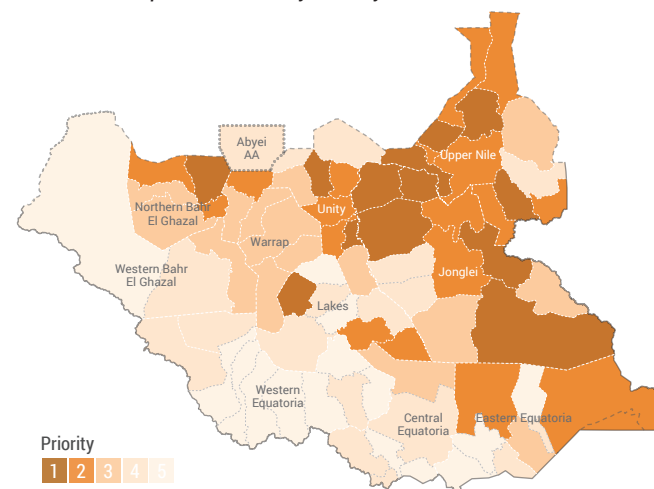 Abyei
AA
Upper Nile
Northern Bahr
El Ghazal
Unity
Warrap
Western Bahr
El Ghazal
Jonglei
Lakes
Western
Equatoria
Central
Equatoria
Eastern Equatoria
Priority
1 2 3 4 5